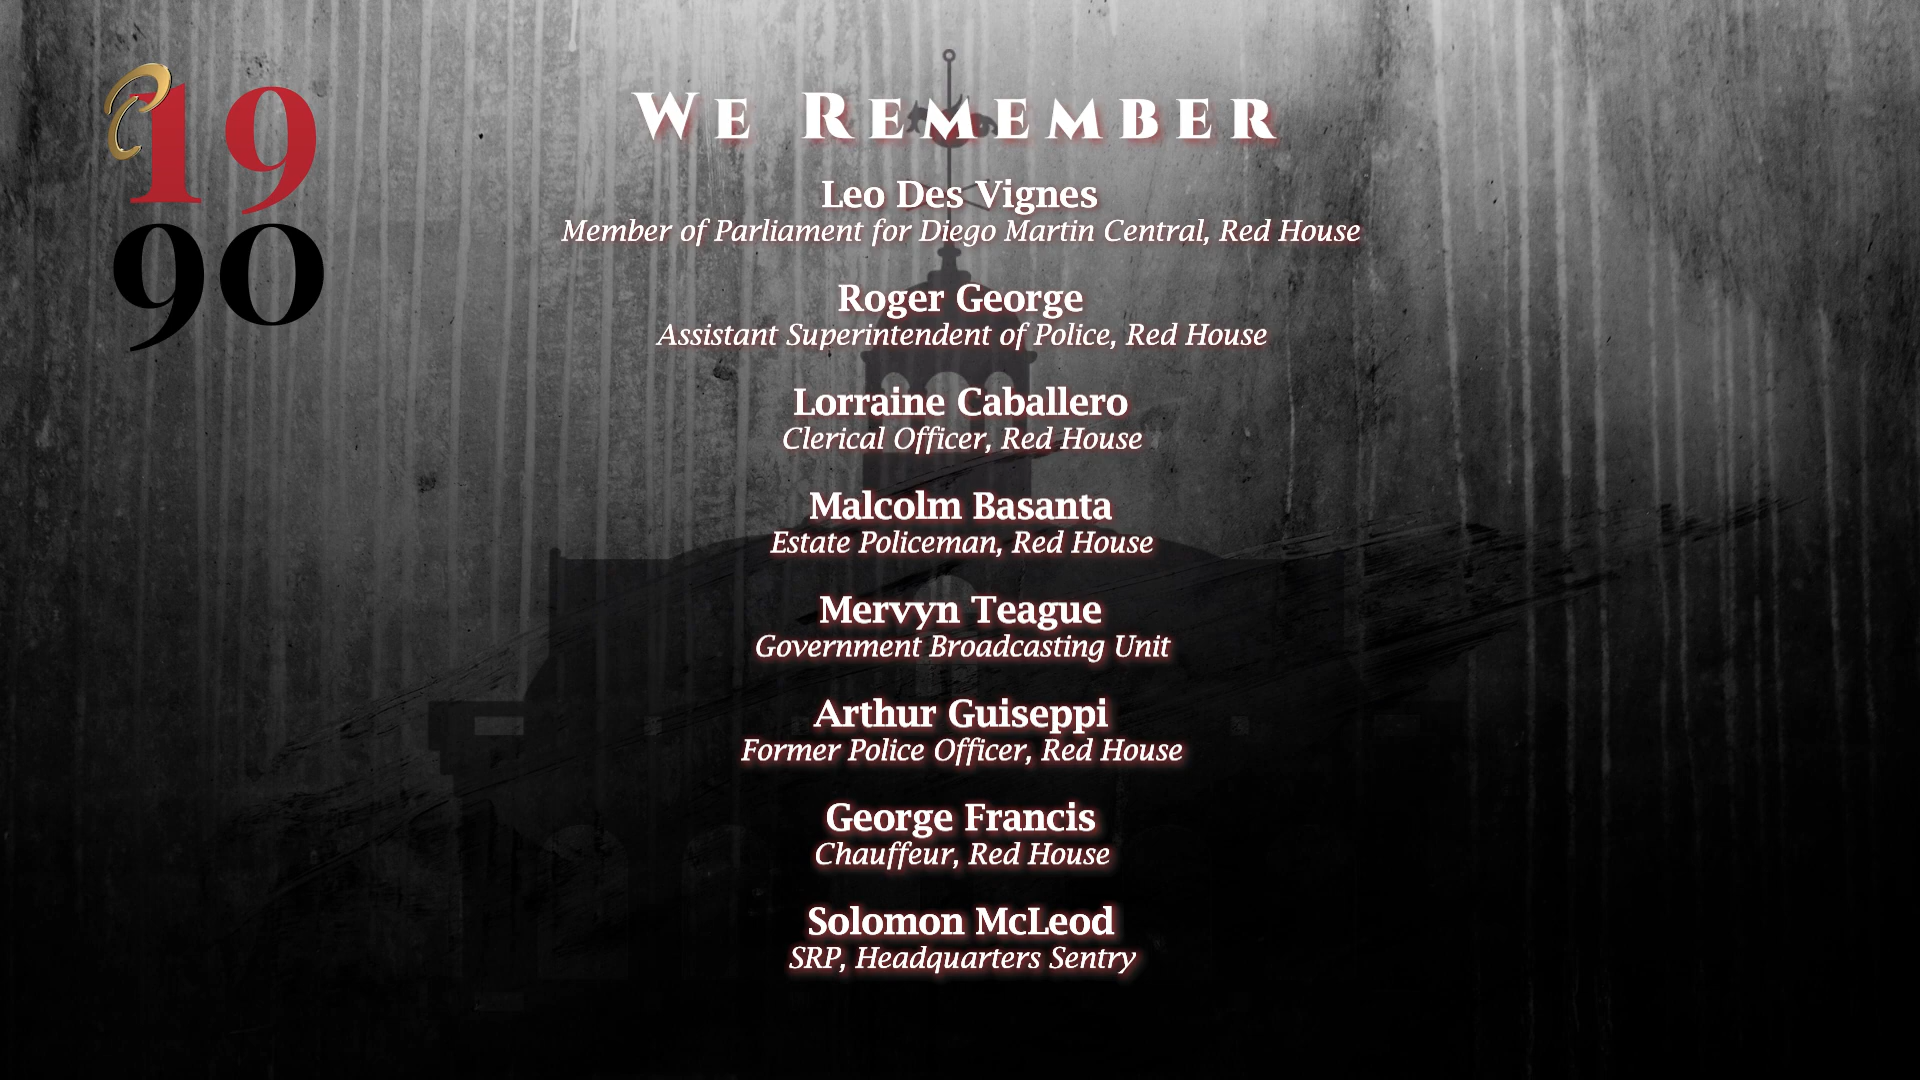 19
90
We Remember
Leo Des Vignes
Member of Parliament for Diego Martin Central, Red House
Roger George
Assistant Superintendent of Police, Red House
Lorraine Caballero
Clerical Officer, Red House
Malcolm Basanta
Estate Policeman, Red House
Mervyn Teague
Government Broadcasting Unit
Arthur Guiseppi
Former Police Officer, Red House
George Francis
Chauffeur, Red House
Solomon McLeod
SRP, Headquarters Sentry